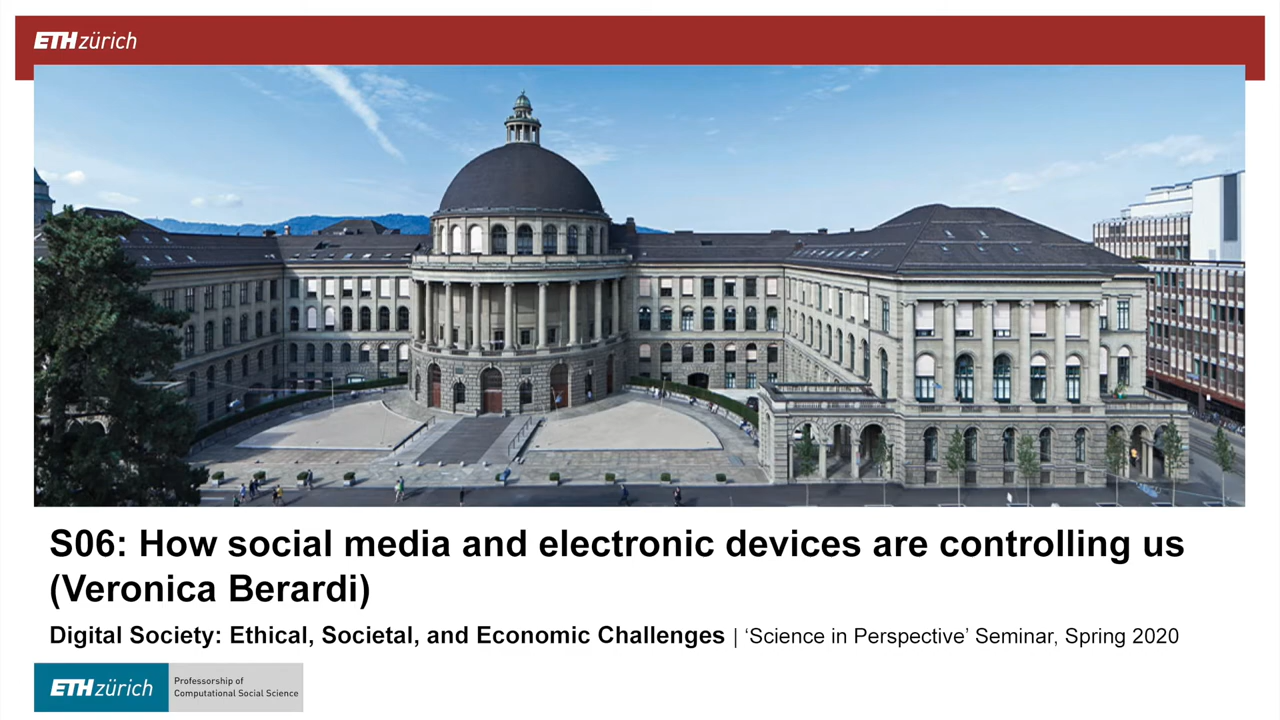 ETH zürich
S06: How social media and electronic devices are controlling us
(Veronica Berardi)
Digital Society: Ethical, Societal, and Economic Challenges | ‘Science in Perspective’ Seminar, Spring 2020
ETH zürich
Professorship of
Computational Social Science